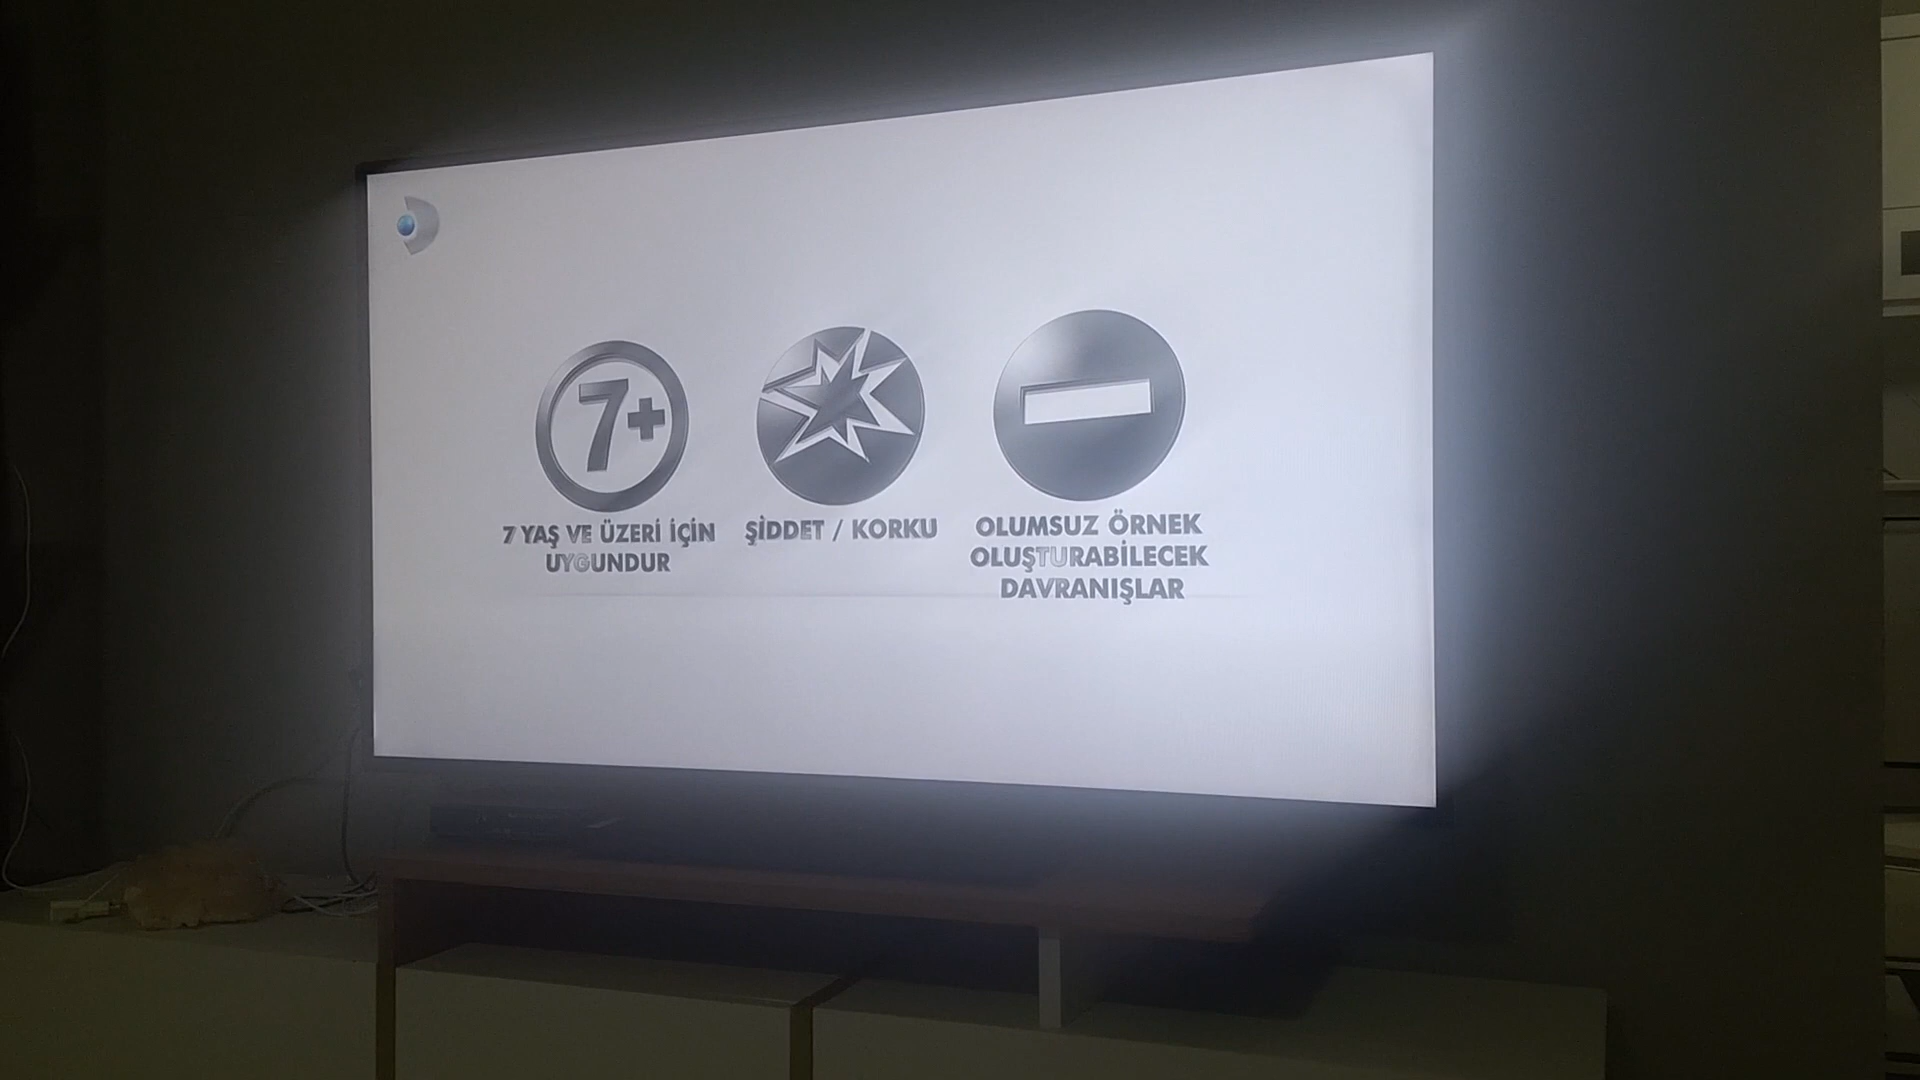 7+
7 YAŞ VE ÜZERİ İÇİN
UYGUNDUR
ŞİDDET / KORKU
OLUMSUZ ÖRNEK
OLUŞTURABİLECEK
DAVRANIŞLAR